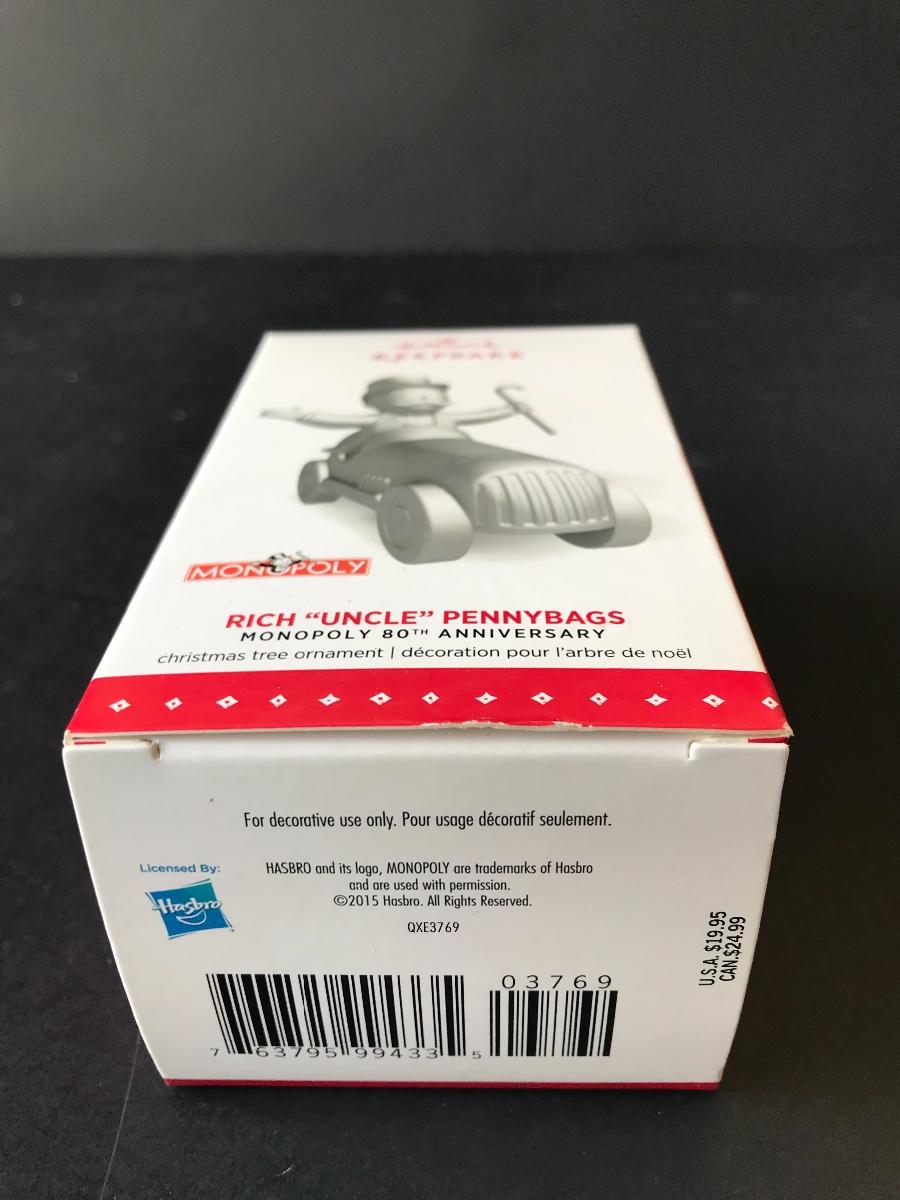 Hallmark
KEEPSAKE
MONOPOLY
RICH “UNCLE” PENNYBAGS
MONOPOLY 80TH ANNIVERSARY
christmas tree ornament | décoration pour l’arbre de noël
For decorative use only. Pour usage décoratif seulement.
Licensed By:
Hasbro
HASBRO and its logo, MONOPOLY are trademarks of Hasbro
and are used with permission.
©2015 Hasbro. All Rights Reserved.
QXE3769
U.S.A. $19.95
CAN.$24.99
03769
7 63795 99433 5